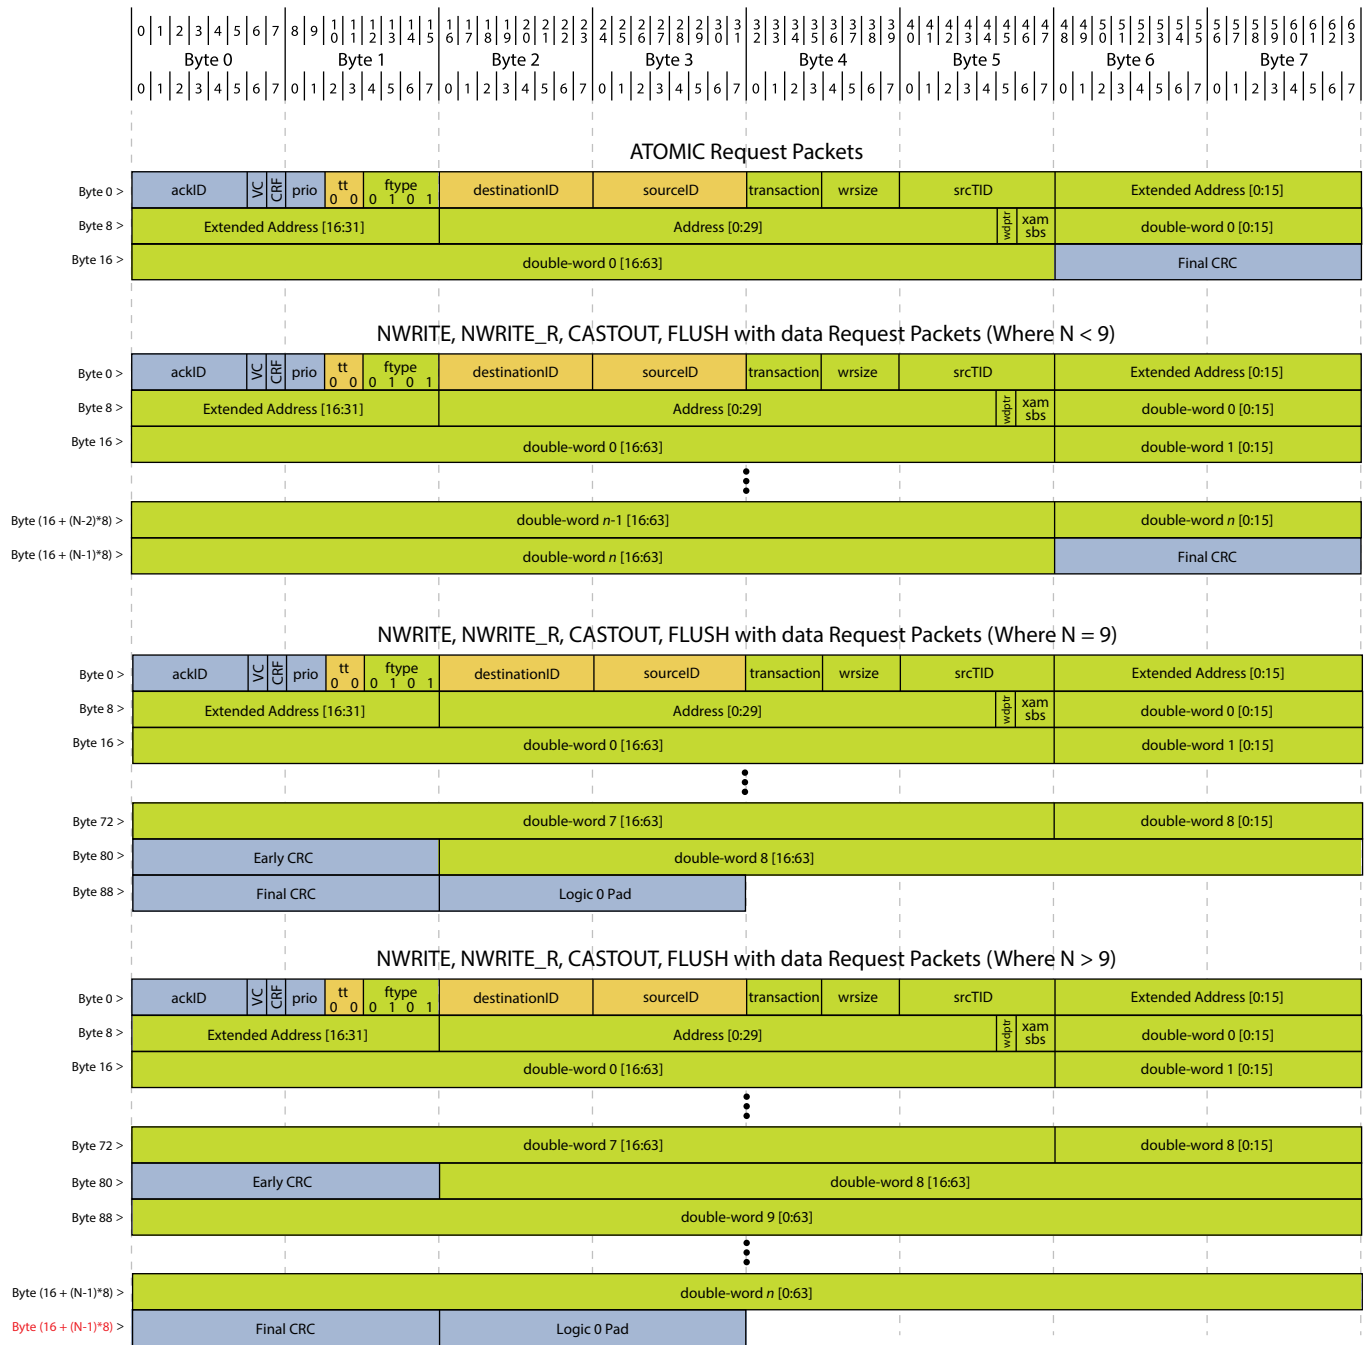 0 1 2 3 4 5 6 7 8 9 10 11 12 13 14 15 16 17 18 19 20 21 22 23 24 25 26 27 28 29 30 31 32 33 34 35 36 37 38 39 40 41 42 43 44 45 46 47 48 49 50 51 52 53 54 55 56 57 58 59 60 61 62 63
Byte 0 Byte 1 Byte 2 Byte 3 Byte 4 Byte 5 Byte 6 Byte 7
0 1 2 3 4 5 6 7 0 1 2 3 4 5 6 7 0 1 2 3 4 5 6 7 0 1 2 3 4 5 6 7 0 1 2 3 4 5 6 7 0 1 2 3 4 5 6 7 0 1 2 3 4 5 6 7 0 1 2 3 4 5 6 7
ATOMIC Request Packets
Byte 0 > ackID VC CRF prio tt 0 0 ftype 0 1 0 1 destinationID sourceID transaction wrsize srcTID Extended Address [0:15]
Byte 8 > Extended Address [16:31] Address [0:29] wdptr xam sbs double-word 0 [0:15]
Byte 16 > double-word 0 [16:63] Final CRC
NWRITE, NWRITE_R, CASTOUT, FLUSH with data Request Packets (Where N < 9)
Byte 0 > ackID VC CRF prio tt 0 0 ftype 0 1 0 1 destinationID sourceID transaction wrsize srcTID Extended Address [0:15]
Byte 8 > Extended Address [16:31] Address [0:29] wdptr xam sbs double-word 0 [0:15]
Byte 16 > double-word 0 [16:63] double-word 1 [0:15]
Byte (16 + (N-2)*8) > double-word n-1 [16:63] double-word n [0:15]
Byte (16 + (N-1)*8) > double-word n [16:63] Final CRC
NWRITE, NWRITE_R, CASTOUT, FLUSH with data Request Packets (Where N = 9)
Byte 0 > ackID VC CRF prio tt 0 0 ftype 0 1 0 1 destinationID sourceID transaction wrsize srcTID Extended Address [0:15]
Byte 8 > Extended Address [16:31] Address [0:29] wdptr xam sbs double-word 0 [0:15]
Byte 16 > double-word 0 [16:63] double-word 1 [0:15]
Byte 72 > double-word 7 [16:63] double-word 8 [0:15]
Byte 80 > Early CRC double-word 8 [16:63]
Byte 88 > Final CRC Logic 0 Pad
NWRITE, NWRITE_R, CASTOUT, FLUSH with data Request Packets (Where N > 9)
Byte 0 > ackID VC CRF prio tt 0 0 ftype 0 1 0 1 destinationID sourceID transaction wrsize srcTID Extended Address [0:15]
Byte 8 > Extended Address [16:31] Address [0:29] wdptr xam sbs double-word 0 [0:15]
Byte 16 > double-word 0 [16:63] double-word 1 [0:15]
Byte 72 > double-word 7 [16:63] double-word 8 [0:15]
Byte 80 > Early CRC double-word 8 [16:63]
Byte 88 > double-word 9 [0:63]
Byte (16 + (N-1)*8) > double-word n [0:63]
Byte (16 + (N-1)*8) > Final CRC Logic 0 Pad